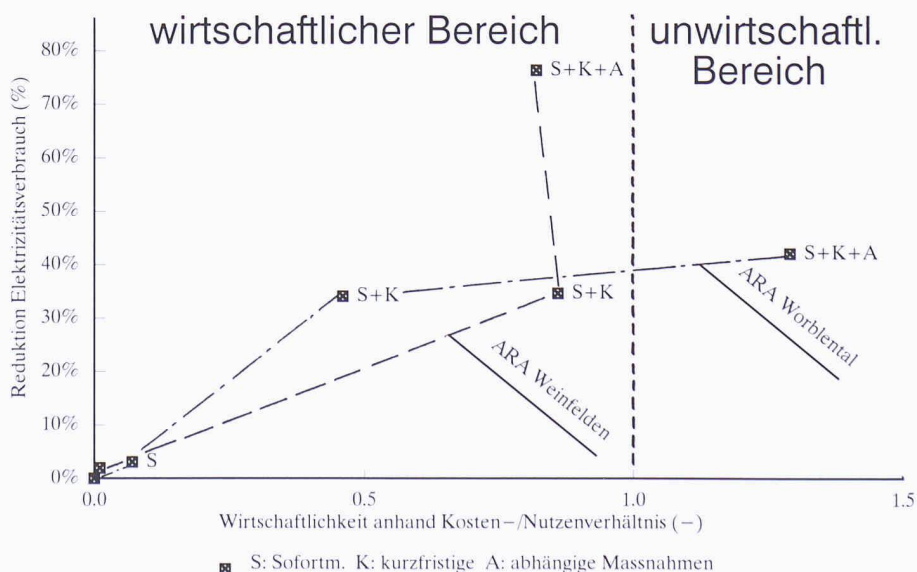 wirtschaftlicher Bereich
unwirtschaftl.
Bereich
Reduktion Elektrizitätsverbrauch (%)
80%
70%
60%
50%
40%
30%
20%
10%
0%
S+K+A
S+K+A
S+K
S+K
S
ARA Weinfelden
ARA Worblental
0.0
0.5
1.0
1.5
Wirtschaftlichkeit anhand Kosten-/Nutzenverhältnis (-)
S: Sofortm. K: kurzfristige A: abhängige Massnahmen